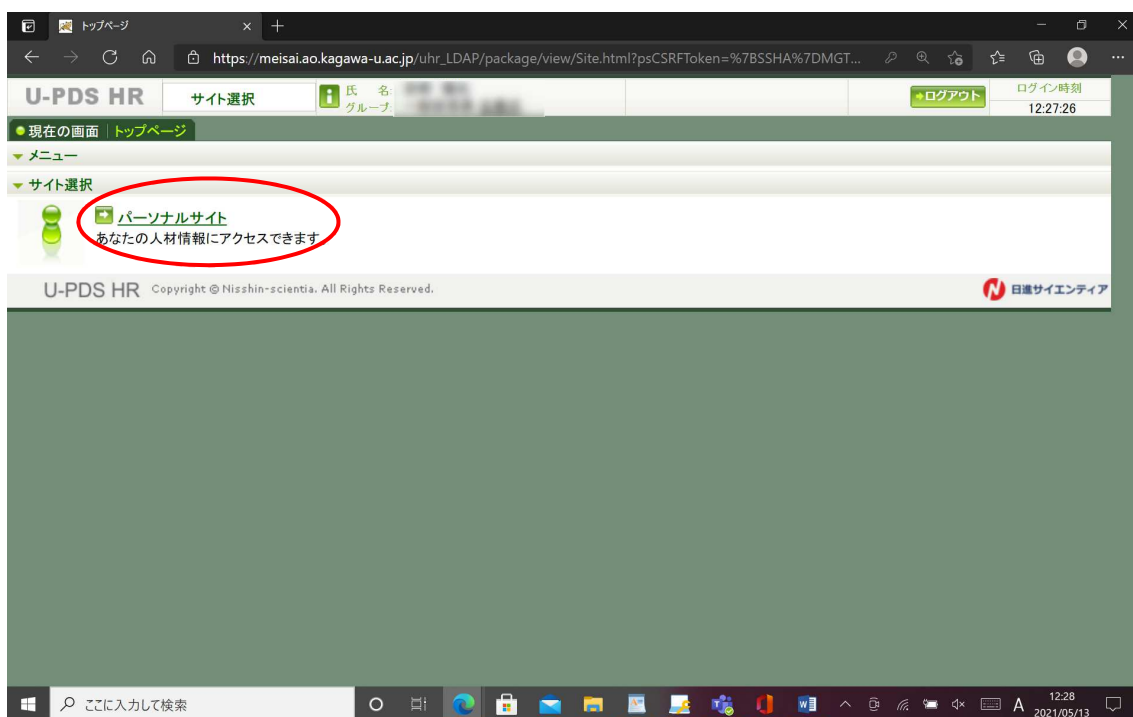 トップページ
https://meisai.ao.kagawa-u.ac.jp/uhr_LDAP/package/view/Site.html?psCSRFToken=%7BSSHA%7DMGT...
U-PDS HR
サイト選択
氏 名:
グループ:
ログアウト
ログイン時刻
12:27:26
現在の画面 トップページ
メニュー
サイト選択
パーソナルサイト
あなたの人材情報にアクセスできます
U-PDS HR Copyright © Nisshin-scientia. All Rights Reserved.
日進サイエンティア
ここに入力して検索
A
12:28
2021/05/13